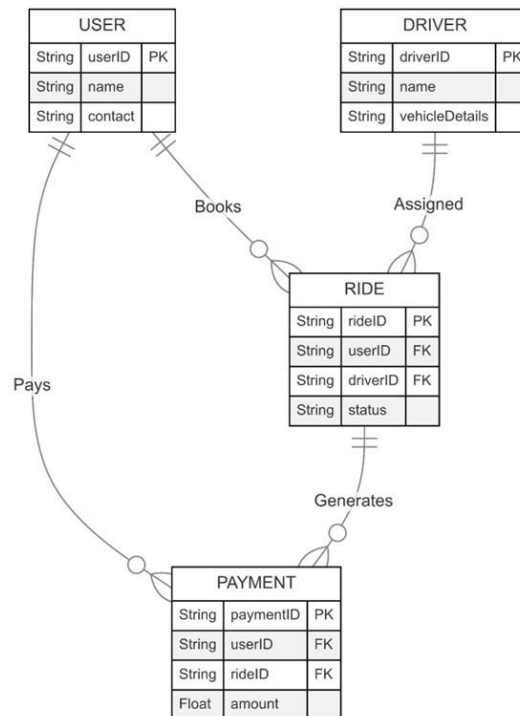 USER
String userID PK
String name
String contact
DRIVER
String driverID PK
String name
String vehicleDetails
Books
Assigned
RIDE
String rideID PK
String userID FK
String driverID FK
String status
Pays
Generates
PAYMENT
String paymentID PK
String userID FK
String rideID FK
Float amount